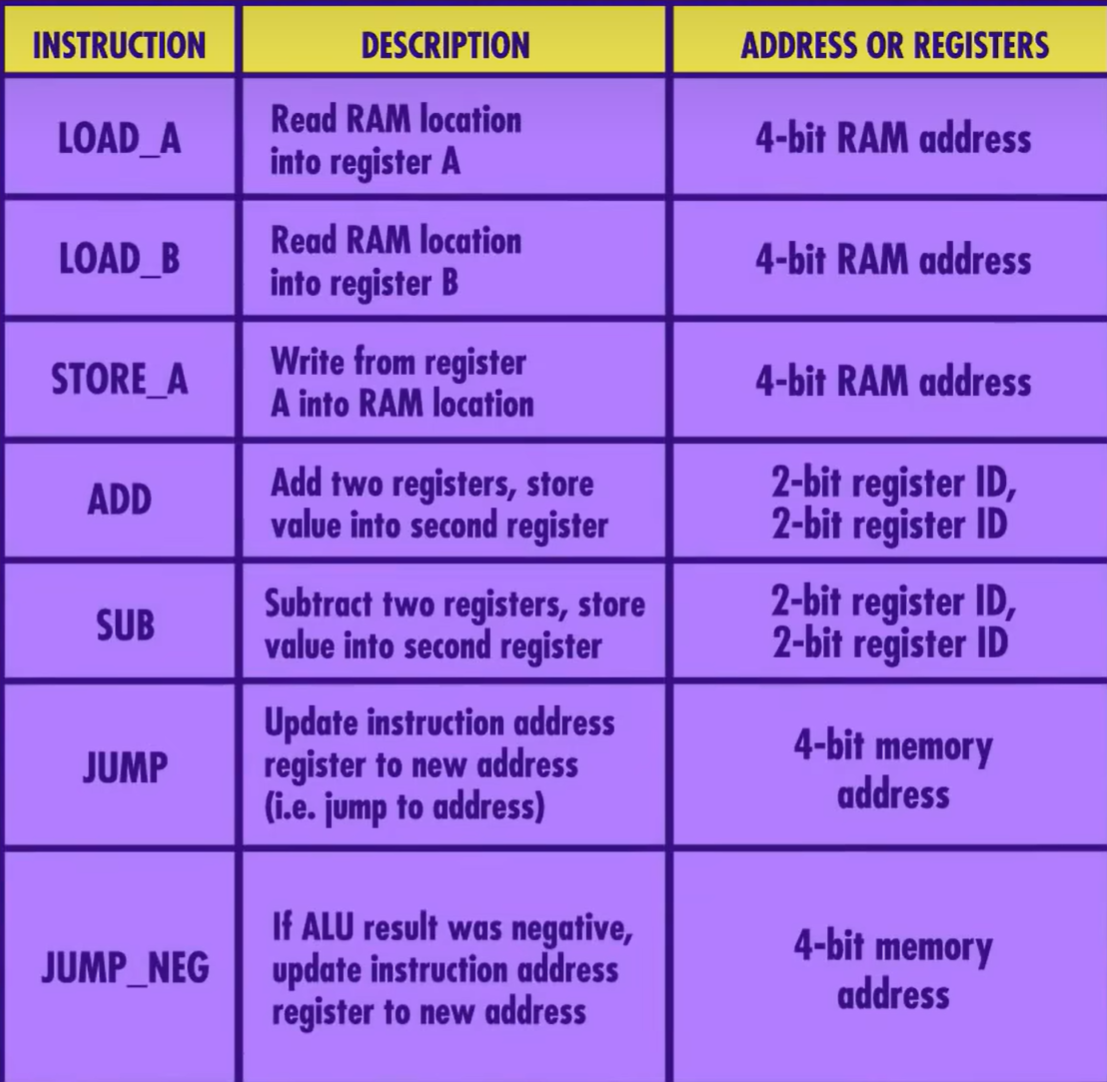 INSTRUCTION
DESCRIPTION
ADDRESS OR REGISTERS
LOAD_A
Read RAM location
into register A
4-bit RAM address
LOAD_B
Read RAM location
into register B
4-bit RAM address
STORE_A
Write from register
A into RAM location
4-bit RAM address
ADD
Add two registers, store
value into second register
2-bit register ID,
2-bit register ID
SUB
Subtract two registers, store
value into second register
2-bit register ID,
2-bit register ID
JUMP
Update instruction address
register to new address
(i.e. jump to address)
4-bit memory
address
JUMP_NEG
If ALU result was negative,
update instruction address
register to new address
4-bit memory
address